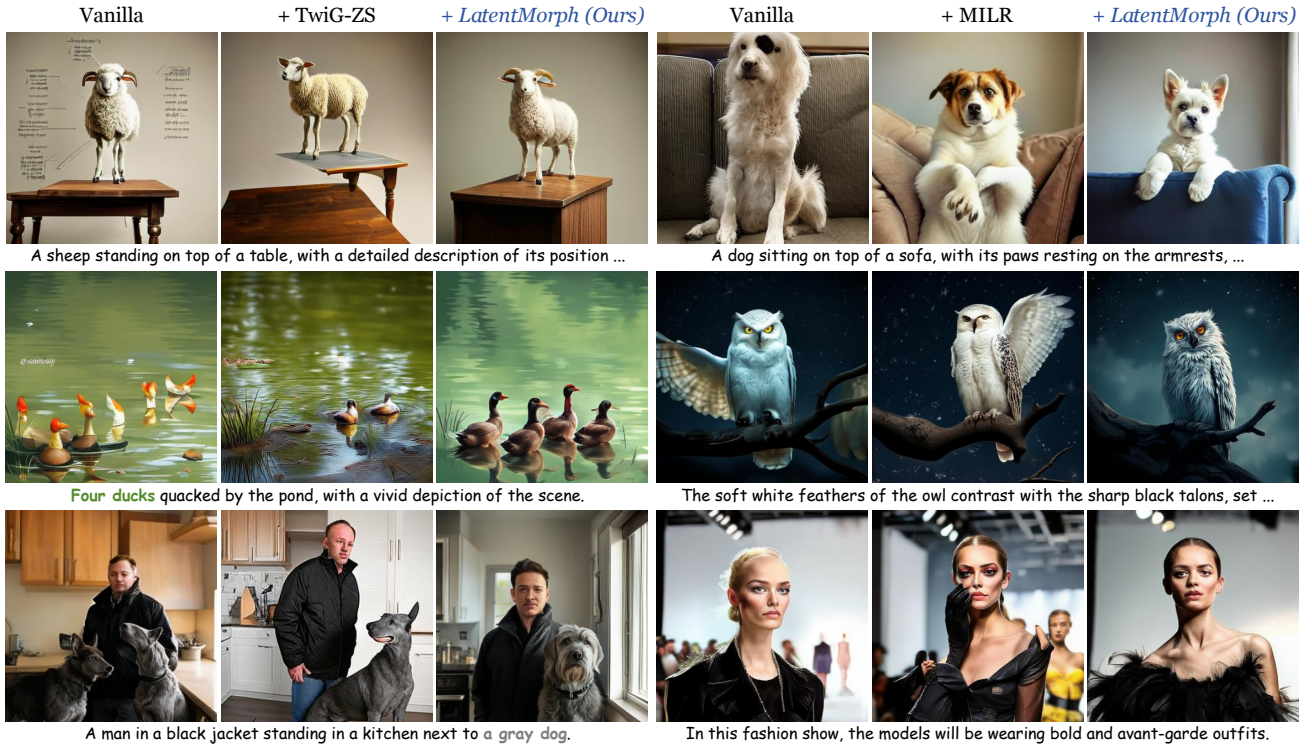 Vanilla + TwiG-ZS + LatentMorph (Ours) Vanilla + MILR + LatentMorph (Ours)
A sheep standing on top of a table, with a detailed description of its position ...
A dog sitting on top of a sofa, with its paws resting on the armrests, ...
Four ducks quacked by the pond, with a vivid depiction of the scene.
The soft white feathers of the owl contrast with the sharp black talons, set ...
A man in a black jacket standing in a kitchen next to a gray dog.
In this fashion show, the models will be wearing bold and avant-garde outfits.